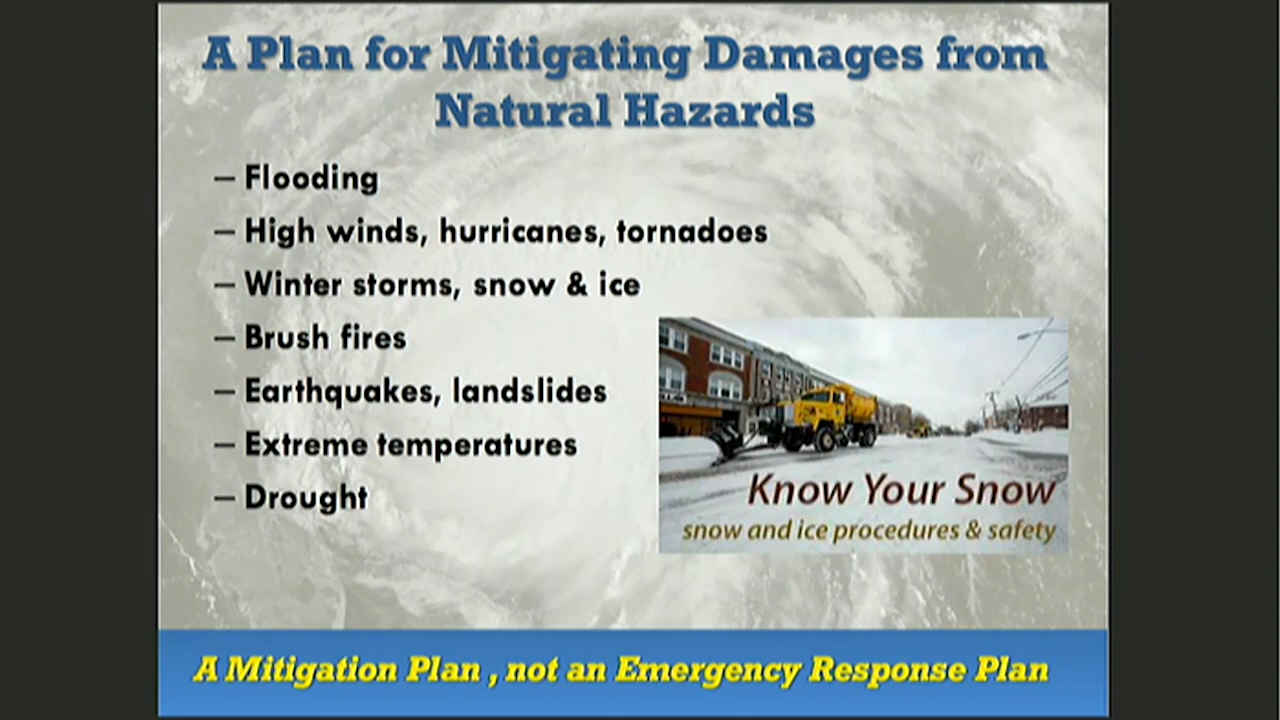 A Plan for Mitigating Damages from
Natural Hazards
– Flooding
– High winds, hurricanes, tornadoes
– Winter storms, snow & ice
– Brush fires
– Earthquakes, landslides
– Extreme temperatures
– Drought
Know Your Snow
snow and ice procedures & safety
A Mitigation Plan , not an Emergency Response Plan